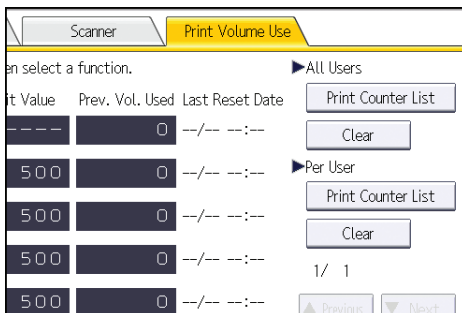 Scanner Print Volume Use
en select a function. ▶All Users
it Value Prev. Vol. Used Last Reset Date Print Counter List
---- 0 --/-- --:-- Clear
500 0 --/-- --:-- ▶Per User
Print Counter List
500 0 --/-- --:--
Clear
500 0 --/-- --:--
1/ 1
500 0 --/-- --:-- ▲ Previous ▼ Next